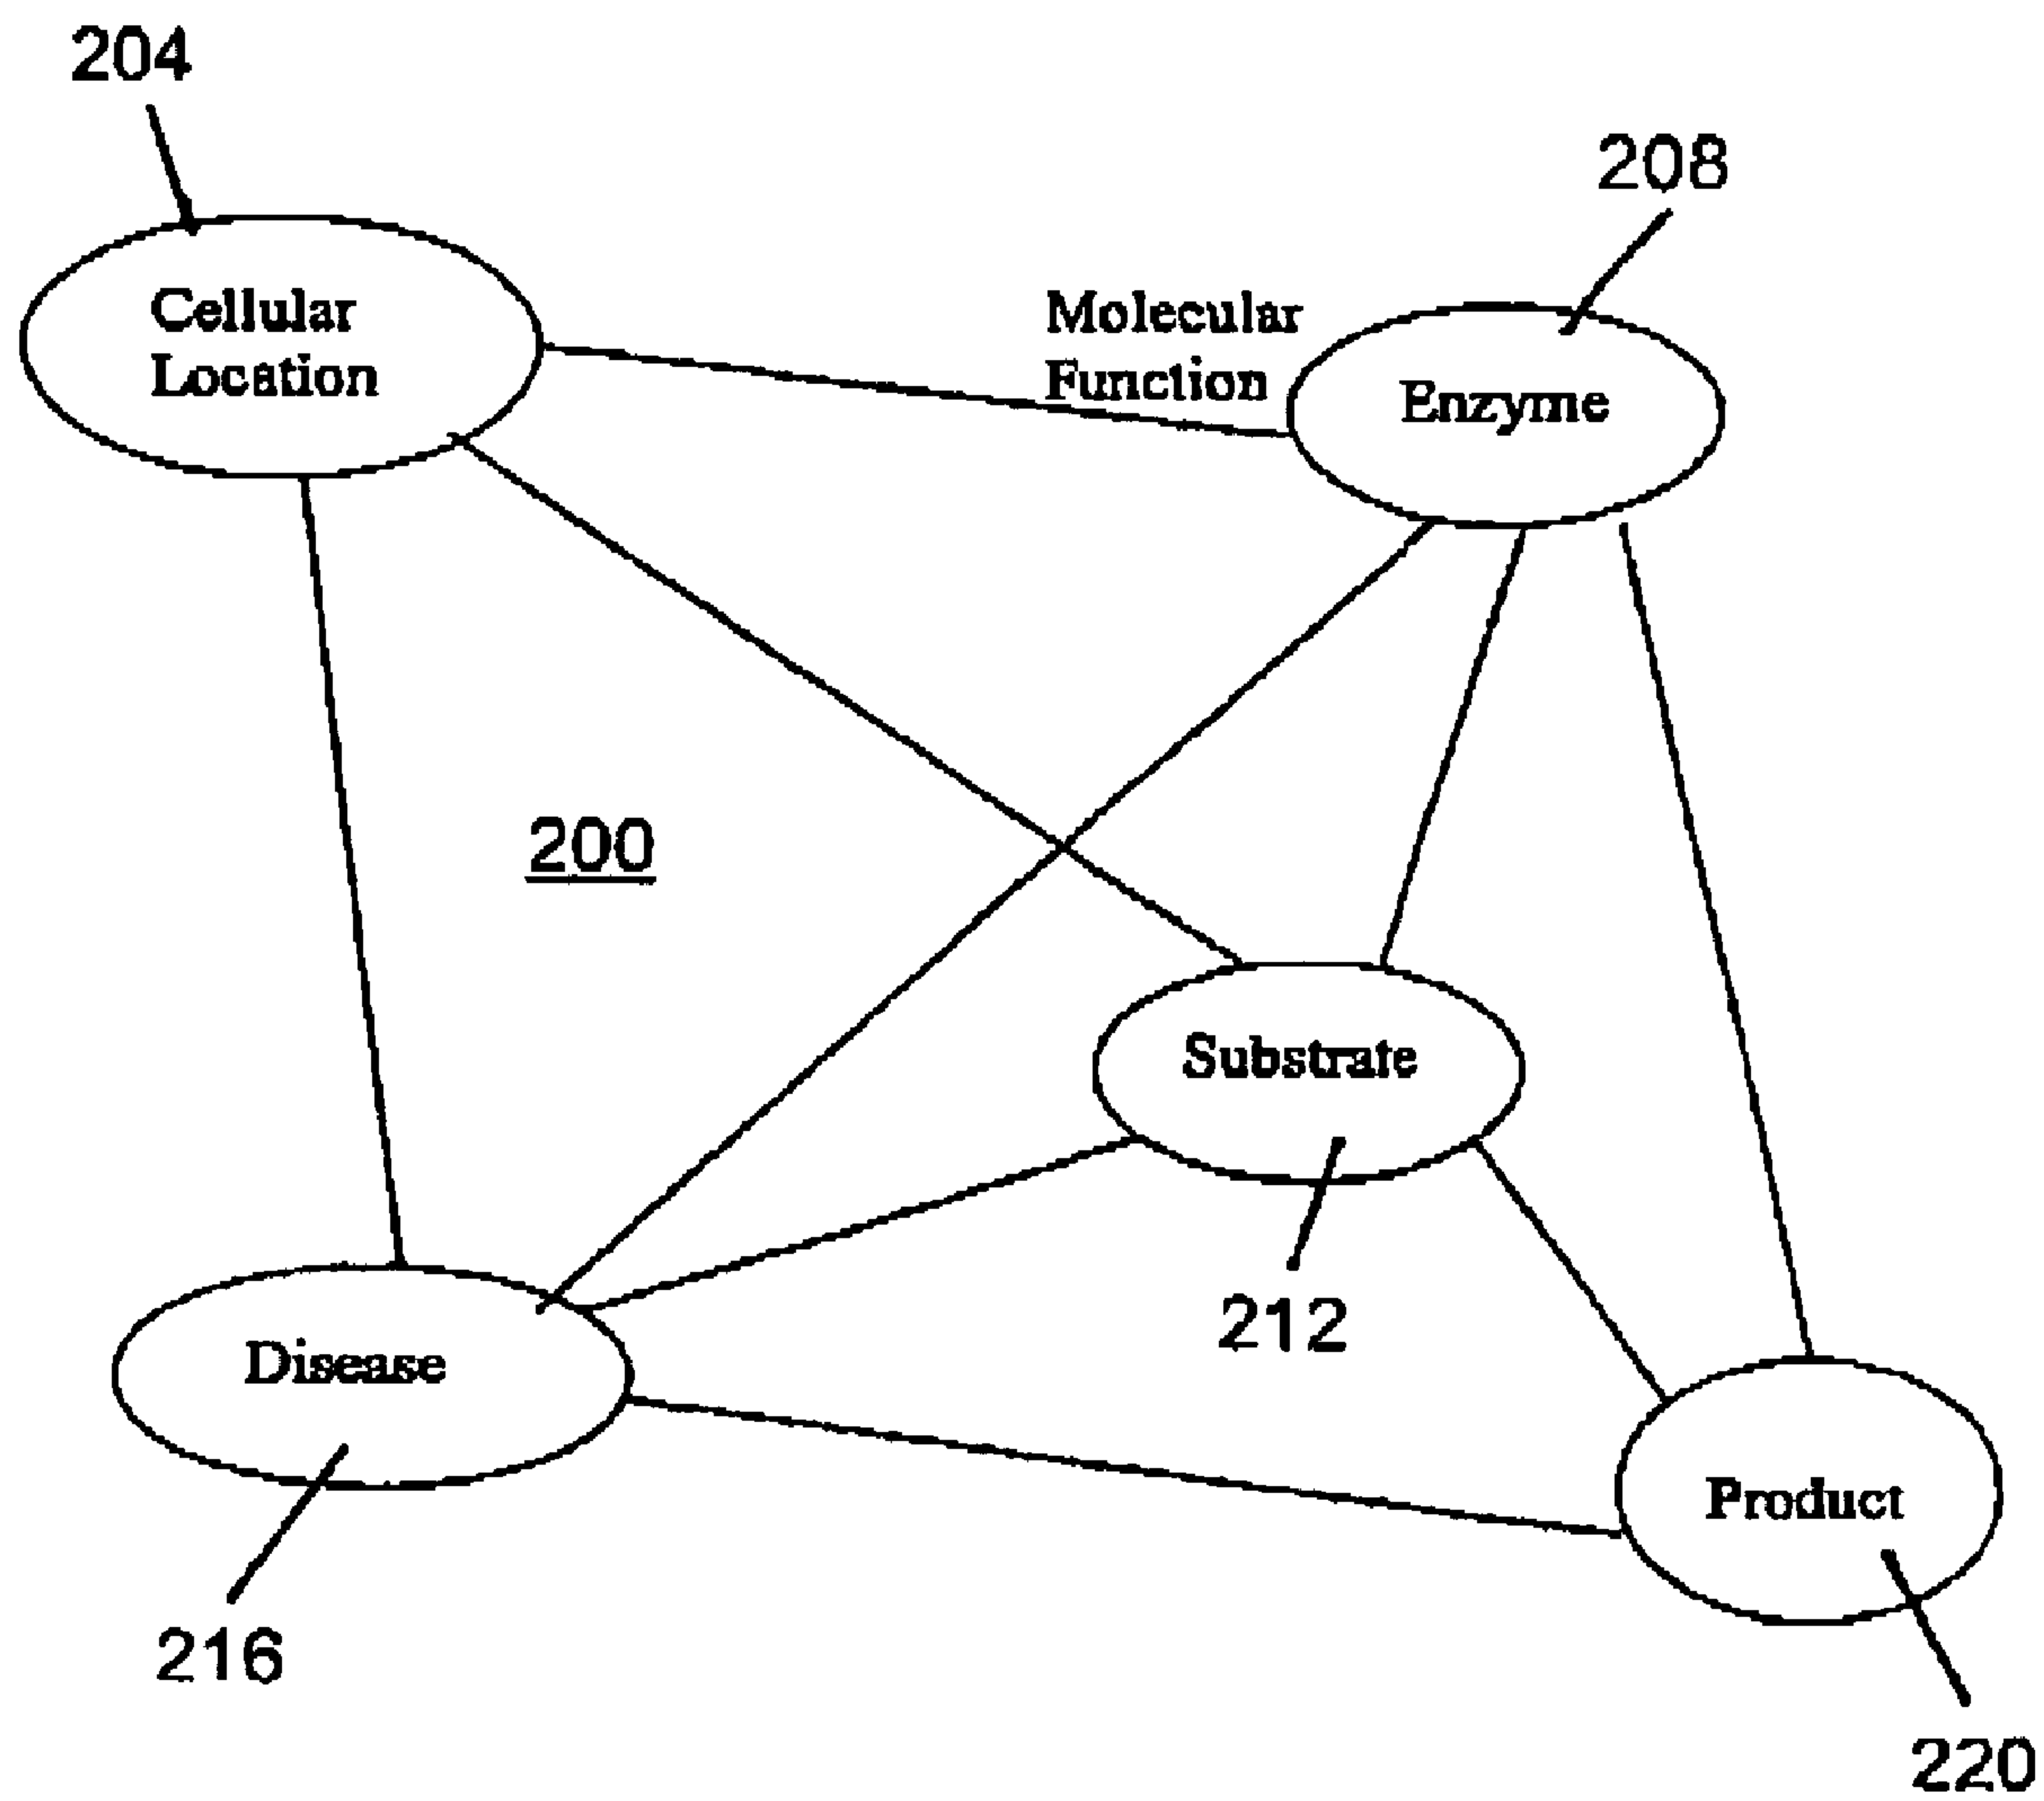 204
208
Cellular
Location
Molecular
Function
Enzyme
200
Substrate
212
Disease
Product
216
220